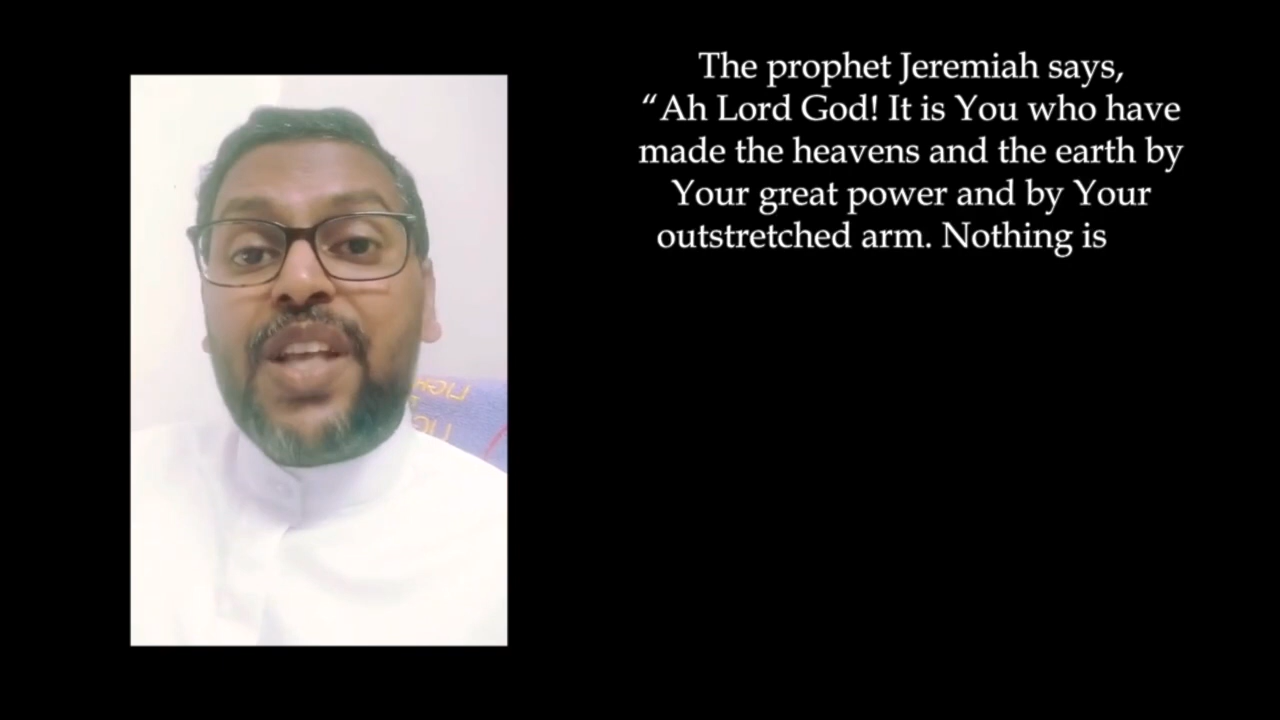 The prophet Jeremiah says,
“Ah Lord God! It is You who have
made the heavens and the earth by
Your great power and by Your
outstretched arm. Nothing is